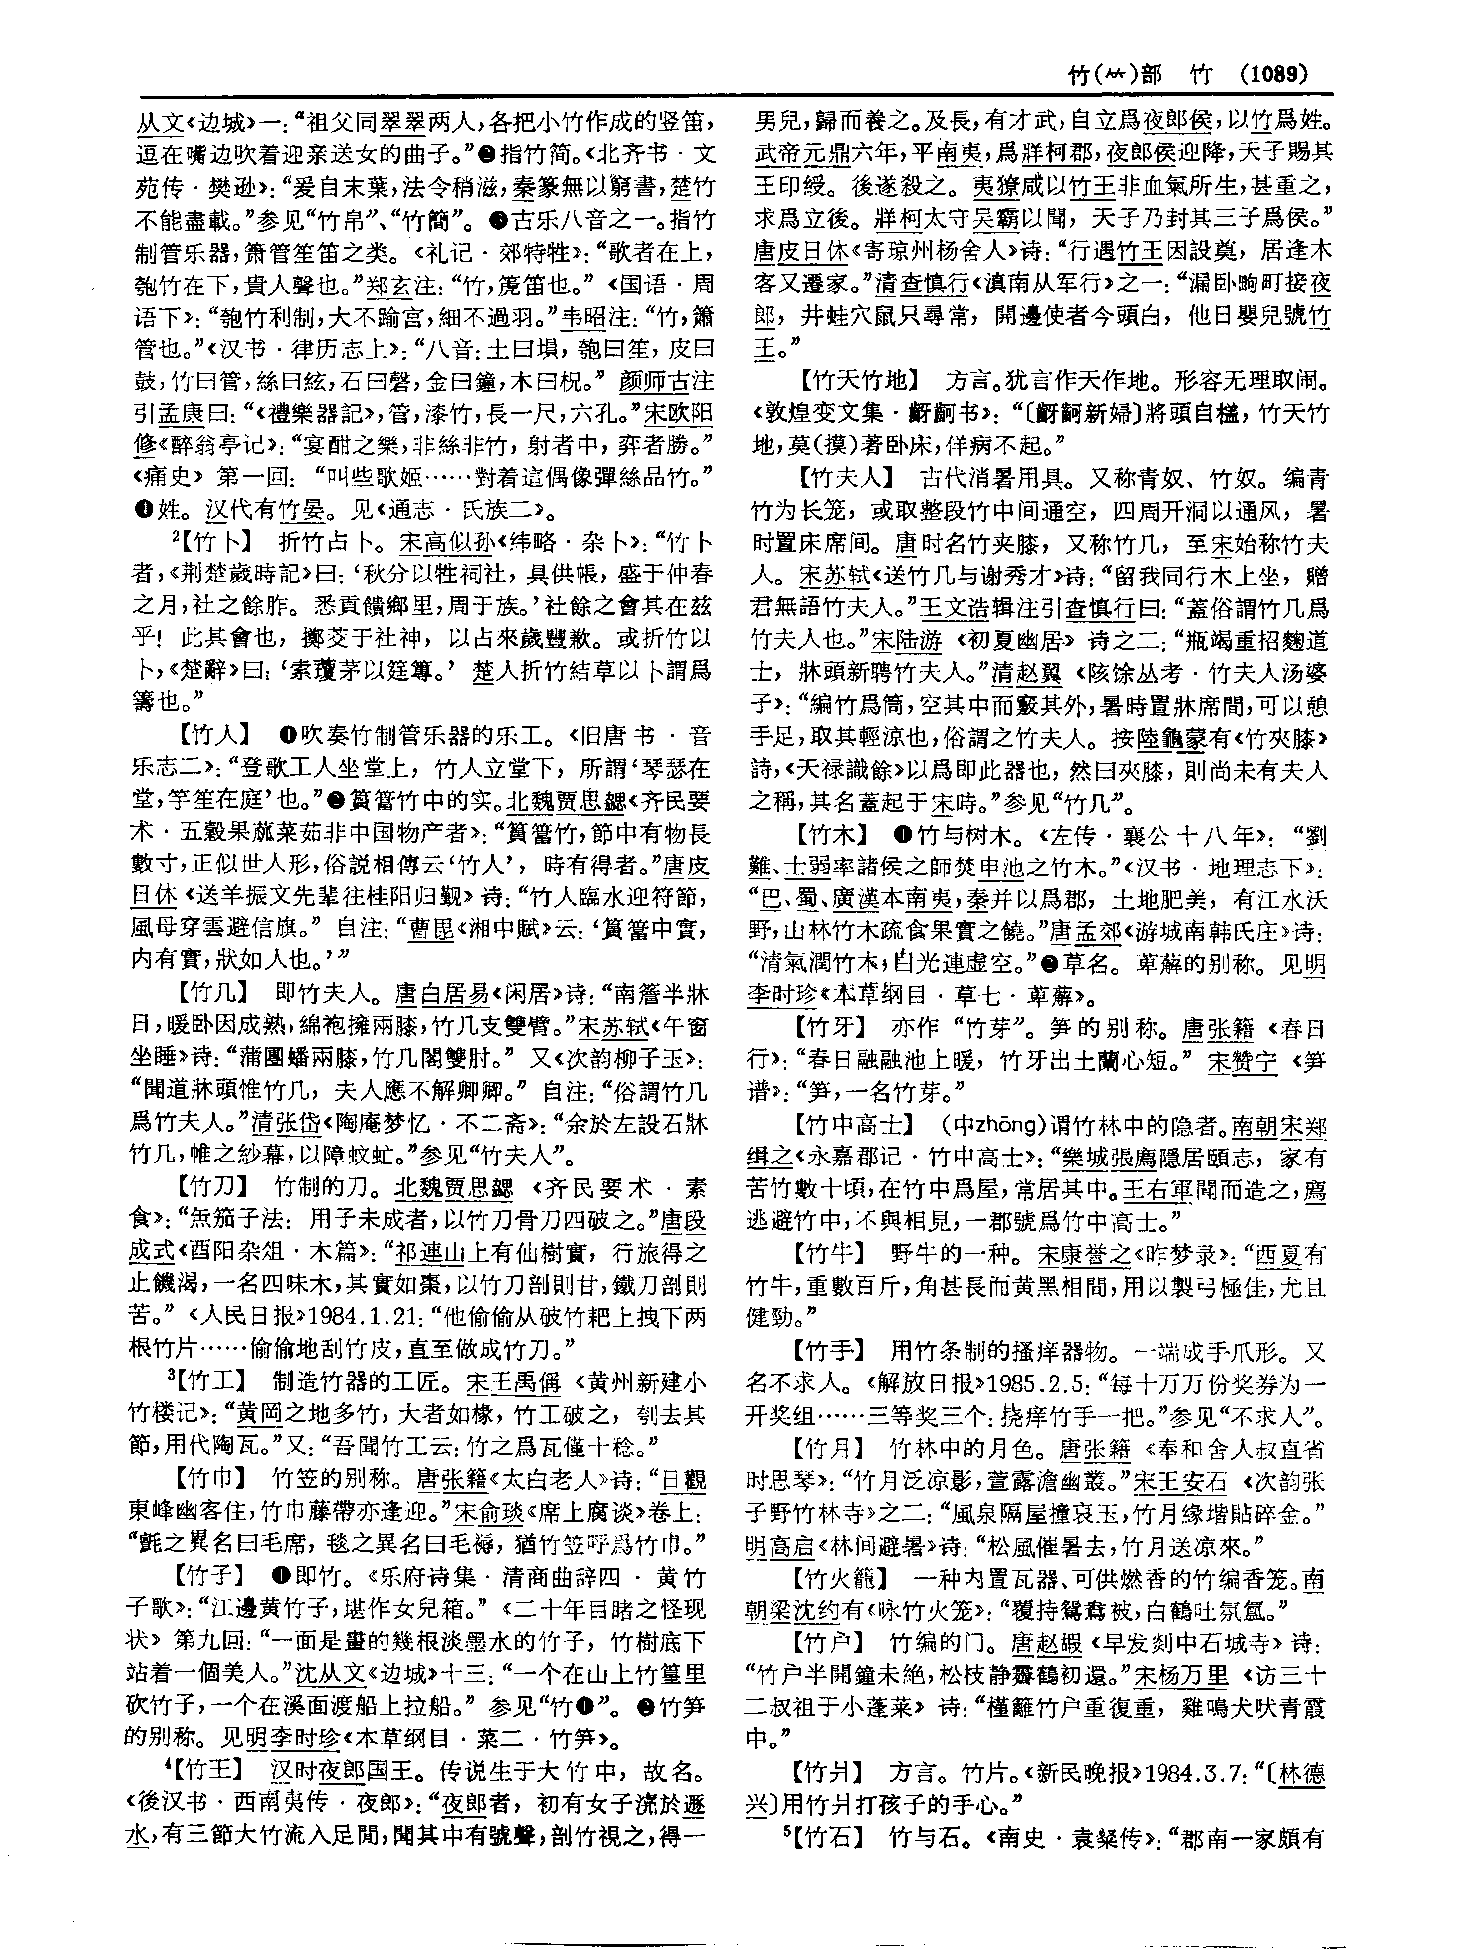 竹(⺮)部　竹　(1089)
从文《边城》一：“祖父同翠翠两人，各把小竹作成的竖笛，
逗在嘴边吹着迎亲送女的曲子。”❷指竹简。《北齐书·文
苑传·樊逊》：“爰自末葉，法令稍滋，秦篆無以窮書，楚竹
不能盡載。”参见“竹帛”、“竹簡”。❸古乐八音之一。指竹
制管乐器，箫管笙笛之类。《礼记·郊特牲》：“歌者在上，
匏竹在下，貴人聲也。”郑玄注：“竹，篪笛也。”《国语·周
语下》：“匏竹利制，大不踰宫，細不過羽。”韦昭注：“竹，簫
管也。”《汉书·律历志上》：“八音：土曰塤，匏曰笙，皮曰
鼓，竹曰管，絲曰絃，石曰磬，金曰鐘，木曰柷。”颜师古注
引孟康曰：“《禮樂器記》，管，漆竹，長一尺，六孔。”宋欧阳
修《醉翁亭记》：“宴酣之樂，非絲非竹，射者中，弈者勝。”
《痛史》第一回：“叫些歌姬……對着這偶像彈絲品竹。”
❹姓。汉代有竹晏。见《通志·氏族二》。
²【竹卜】　折竹占卜。宋高似孙《纬略·杂卜》：“竹卜
者，《荆楚歲時記》曰：‘秋分以牲祠社，具供帳，盛于仲春
之月，社之餘胙。悉貢饋鄉里，周于族。’社餘之會其在兹
乎！此其會也，擲茭于社神，以占來歲豐歉。或折竹以
卜，《楚辭》曰：‘索藑茅以筳篿。’楚人折竹結草以卜謂爲
篿也。”
【竹人】　❶吹奏竹制管乐器的乐工。《旧唐书·音
乐志二》：“登歌工人坐堂上，竹人立堂下，所謂‘琴瑟在
堂，竽笙在庭’也。”❷篔簹竹中的实。北魏贾思勰《齐民要
术·五穀果蓏菜茹非中国物产者》：“篔簹竹，節中有物長
數寸，正似世人形，俗説相傳云‘竹人’，時有得者。”唐皮
日休《送羊振文先辈往桂阳归觐》诗：“竹人臨水迎符節，
風母穿雲避信旗。”自注：“曹毘《湘中賦》云：‘篔簹中實，
内有實，狀如人也。’”
【竹几】　即竹夫人。唐白居易《闲居》诗：“南簷半牀
日，暖卧因成熟，綿袍擁兩膝，竹几支雙臂。”宋苏轼《午窗
坐睡》诗：“蒲團蟠兩膝，竹几閣雙肘。”又《次韵柳子玉》：
“聞道牀頭惟竹几，夫人應不解卿卿。”自注：“俗謂竹几
爲竹夫人。”清张岱《陶庵梦忆·不二斋》：“余於左設石牀
竹几，帷之紗幕，以障蚊虻。”参见“竹夫人”。
【竹刀】　竹制的刀。北魏贾思勰《齐民要术·素
食》：“缹茄子法：用子未成者，以竹刀骨刀四破之。”唐段
成式《酉阳杂俎·木篇》：“祁連山上有仙樹實，行旅得之
止饑渴，一名四味木，其實如棗，以竹刀剖則甘，鐵刀剖則
苦。”《人民日报》1984.1.21：“他偷偷从破竹耙上拽下两
根竹片……偷偷地刮竹皮，直至做成竹刀。”
³【竹工】　制造竹器的工匠。宋王禹偁《黄州新建小
竹楼记》：“黄岡之地多竹，大者如椽，竹工破之，刳去其
節，用代陶瓦。”又：“吾聞竹工云：竹之爲瓦僅十稔。”
【竹巾】　竹笠的别称。唐张籍《太白老人》诗：“日觀
東峰幽客住，竹巾藤帶亦逢迎。”宋俞琰《席上腐谈》卷上：
“氈之異名曰毛席，毯之異名曰毛褥，猶竹笠呼爲竹巾。”
【竹子】　❶即竹。《乐府诗集·清商曲辞四·黄竹
子歌》：“江邊黄竹子，堪作女兒箱。”《二十年目睹之怪现
状》第九回：“一面是畫的幾根淡墨水的竹子，竹樹底下
站着一個美人。”沈从文《边城》十三：“一个在山上竹篁里
砍竹子，一个在溪面渡船上拉船。”参见“竹❶”。❷竹笋
的别称。见明李时珍《本草纲目·菜二·竹笋》。
⁴【竹王】　汉时夜郎国王。传说生于大竹中，故名。
《後汉书·西南夷传·夜郎》：“夜郎者，初有女子浣於遯
水，有三節大竹流入足間，聞其中有號聲，剖竹視之，得一
男兒，歸而養之。及長，有才武，自立爲夜郎侯，以竹爲姓。
武帝元鼎六年，平南夷，爲牂柯郡，夜郎侯迎降，天子賜其
王印綬。後遂殺之。夷獠咸以竹王非血氣所生，甚重之，
求爲立後。牂柯太守吴霸以聞，天子乃封其三子爲侯。”
唐皮日休《寄琼州杨舍人》诗：“行遇竹王因設奠，居逢木
客又遷家。”清查慎行《滇南从军行》之一：“漏卧眗町接夜
郎，井蛙穴鼠只尋常，開邊使者今頭白，他日嬰兒號竹
王。”
【竹天竹地】　方言。犹言作天作地。形容无理取闹。
《敦煌变文集·齖䶗书》：“〔齖䶗新婦〕將頭自榼，竹天竹
地，莫(摸)著卧床，佯病不起。”
【竹夫人】　古代消暑用具。又称青奴、竹奴。编青
竹为长笼，或取整段竹中间通空，四周开洞以通风，暑
时置床席间。唐时名竹夹膝，又称竹几，至宋始称竹夫
人。宋苏轼《送竹几与谢秀才》诗：“留我同行木上坐，贈
君無語竹夫人。”王文诰辑注引查慎行曰：“蓋俗謂竹几爲
竹夫人也。”宋陆游《初夏幽居》诗之二：“瓶竭重招麴道
士，牀頭新聘竹夫人。”清赵翼《陔馀丛考·竹夫人汤婆
子》：“編竹爲筒，空其中而竅其外，暑時置牀席間，可以憩
手足，取其輕涼也，俗謂之竹夫人。按陸龜蒙有《竹夾膝》
詩，《天禄識餘》以爲即此器也，然曰夾膝，則尚未有夫人
之稱，其名蓋起于宋時。”参见“竹几”。
【竹木】　❶竹与树木。《左传·襄公十八年》：“劉
難、士弱率諸侯之師焚申池之竹木。”《汉书·地理志下》：
“巴、蜀、廣漢本南夷，秦并以爲郡，土地肥美，有江水沃
野，山林竹木疏食果實之饒。”唐孟郊《游城南韩氏庄》诗：
“清氣潤竹木，白光連虚空。”❷草名。萆薢的别称。见明
李时珍《本草纲目·草七·萆薢》。
【竹牙】　亦作“竹芽”。笋的别称。唐张籍《春日
行》：“春日融融池上暖，竹牙出土蘭心短。”宋赞宁《笋
谱》：“笋，一名竹芽。”
【竹中高士】　(中zhōng)谓竹林中的隐者。南朝宋郑
缉之《永嘉郡记·竹中高士》：“樂城張廌隱居頤志，家有
苦竹數十頃，在竹中爲屋，常居其中。王右軍聞而造之，廌
逃避竹中，不與相見，一郡號爲竹中高士。”
【竹牛】　野牛的一种。宋康誉之《昨梦录》：“西夏有
竹牛，重數百斤，角甚長而黄黑相間，用以製弓極佳，尤且
健勁。”
【竹手】　用竹条制的搔痒器物。一端成手爪形。又
名不求人。《解放日报》1985.2.5：“每十万万份奖券为一
开奖组……三等奖三个：挠痒竹手一把。”参见“不求人”。
【竹月】　竹林中的月色。唐张籍《奉和舍人叔直省
时思琴》：“竹月泛凉影，萱露澹幽叢。”宋王安石《次韵张
子野竹林寺》之二：“風泉隔屋撞哀玉，竹月緣堦貼碎金。”
明高启《林间避暑》诗：“松風催暑去，竹月送凉來。”
【竹火籠】　一种内置瓦器、可供燃香的竹编香笼。南
朝梁沈约有《咏竹火笼》：“覆持鴛鴦被，白鶴吐氛氲。”
【竹户】　竹编的门。唐赵嘏《早发剡中石城寺》诗：
“竹户半開鐘未絶，松枝静霽鶴初還。”宋杨万里《访三十
二叔祖于小蓬莱》诗：“槿籬竹户重復重，雞鳴犬吠青霞
中。”
【竹爿】　方言。竹片。《新民晚报》1984.3.7：“〔林德
兴〕用竹爿打孩子的手心。”
⁵【竹石】　竹与石。《南史·袁粲传》：“郡南一家頗有